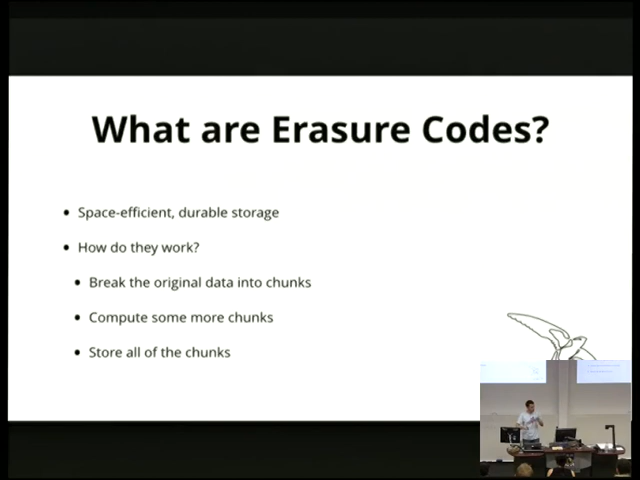 What are Erasure Codes?
Space-efficient, durable storage
How do they work?
Break the original data into chunks
Compute some more chunks
Store all of the chunks